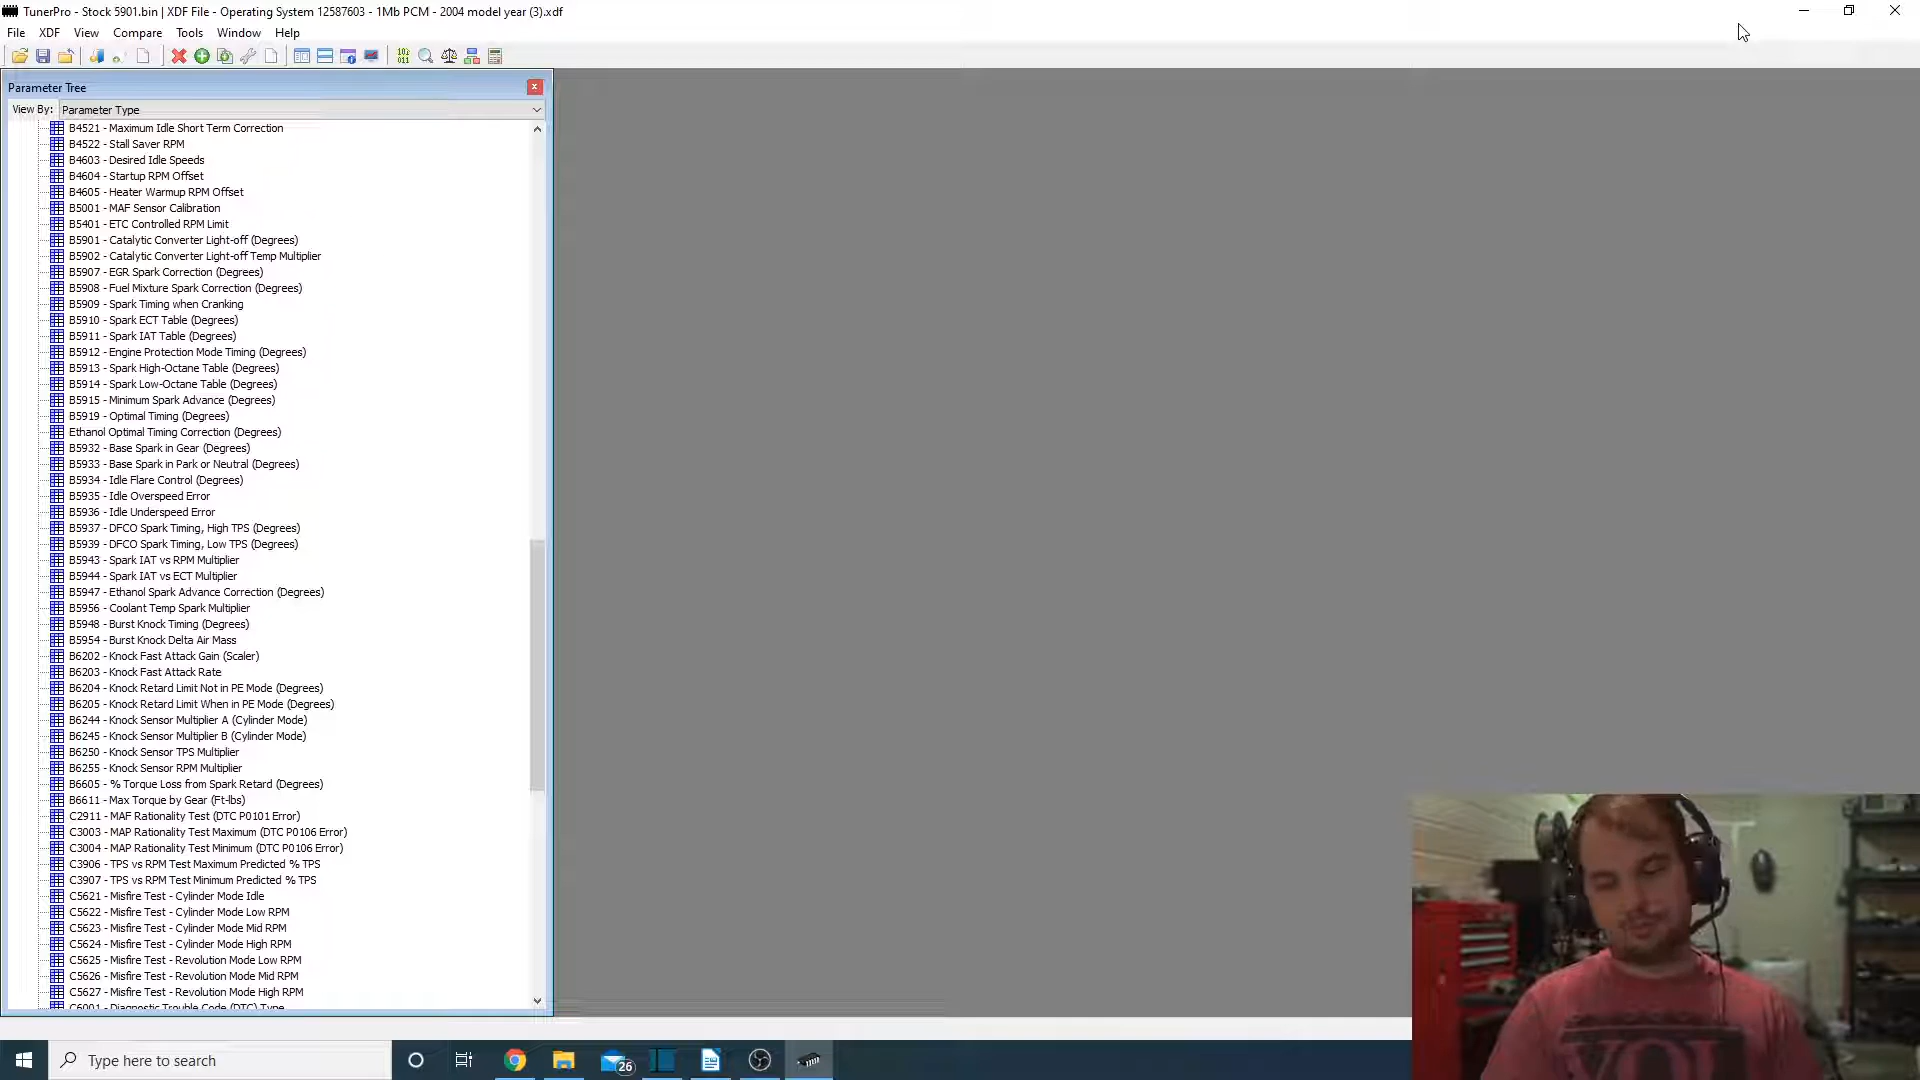 TunerPro - Stock 5901.bin | XDF File - Operating System 12587603 - 1Mb PCM - 2004 model year (3).xdf
File XDF View Compare Tools Window Help
Parameter Tree
View By: Parameter Type
B4521 - Maximum Idle Short Term Correction
B4522 - Stall Saver RPM
B4603 - Desired Idle Speeds
B4604 - Startup RPM Offset
B4605 - Heater Warmup RPM Offset
B5001 - MAF Sensor Calibration
B5401 - ETC Controlled RPM Limit
B5901 - Catalytic Converter Light-off (Degrees)
B5902 - Catalytic Converter Light-off Temp Multiplier
B5907 - EGR Spark Correction (Degrees)
B5908 - Fuel Mixture Spark Correction (Degrees)
B5909 - Spark Timing when Cranking
B5910 - Spark ECT Table (Degrees)
B5911 - Spark IAT Table (Degrees)
B5912 - Engine Protection Mode Timing (Degrees)
B5913 - Spark High-Octane Table (Degrees)
B5914 - Spark Low-Octane Table (Degrees)
B5915 - Minimum Spark Advance (Degrees)
B5919 - Optimal Timing (Degrees)
Ethanol Optimal Timing Correction (Degrees)
B5932 - Base Spark in Gear (Degrees)
B5933 - Base Spark in Park or Neutral (Degrees)
B5934 - Idle Flare Control (Degrees)
B5935 - Idle Overspeed Error
B5936 - Idle Underspeed Error
B5937 - DFCO Spark Timing, High TPS (Degrees)
B5939 - DFCO Spark Timing, Low TPS (Degrees)
B5943 - Spark IAT vs RPM Multiplier
B5944 - Spark IAT vs ECT Multiplier
B5947 - Ethanol Spark Advance Correction (Degrees)
B5956 - Coolant Temp Spark Multiplier
B5948 - Burst Knock Timing (Degrees)
B5954 - Burst Knock Delta Air Mass
B6202 - Knock Fast Attack Gain (Scaler)
B6203 - Knock Fast Attack Rate
B6204 - Knock Retard Limit Not in PE Mode (Degrees)
B6205 - Knock Retard Limit When in PE Mode (Degrees)
B6244 - Knock Sensor Multiplier A (Cylinder Mode)
B6245 - Knock Sensor Multiplier B (Cylinder Mode)
B6250 - Knock Sensor TPS Multiplier
B6255 - Knock Sensor RPM Multiplier
B6605 - % Torque Loss from Spark Retard (Degrees)
B6611 - Max Torque by Gear (Ft-lbs)
C2911 - MAF Rationality Test (DTC P0101 Error)
C3003 - MAP Rationality Test Maximum (DTC P0106 Error)
C3004 - MAP Rationality Test Minimum (DTC P0106 Error)
C3906 - TPS vs RPM Test Maximum Predicted % TPS
C3907 - TPS vs RPM Test Minimum Predicted % TPS
C5621 - Misfire Test - Cylinder Mode Idle
C5622 - Misfire Test - Cylinder Mode Low RPM
C5623 - Misfire Test - Cylinder Mode Mid RPM
C5624 - Misfire Test - Cylinder Mode High RPM
C5625 - Misfire Test - Revolution Mode Low RPM
C5626 - Misfire Test - Revolution Mode Mid RPM
C5627 - Misfire Test - Revolution Mode High RPM
C6001 - Diagnostic Trouble Code (DTC) Type
Type here to search
26